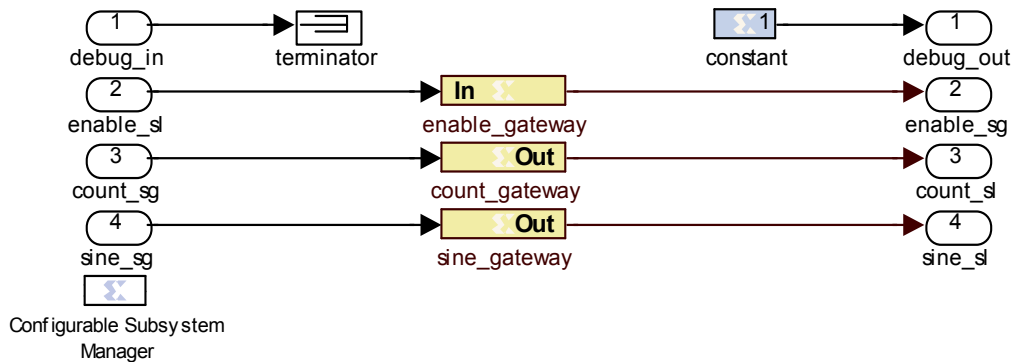 1
debug_in
terminator
1
constant
1
debug_out
2
enable_sl
In
enable_gateway
2
enable_sg
3
count_sg
Out
count_gateway
3
count_sl
4
sine_sg
Out
sine_gateway
4
sine_sl
Configurable Subsystem
Manager